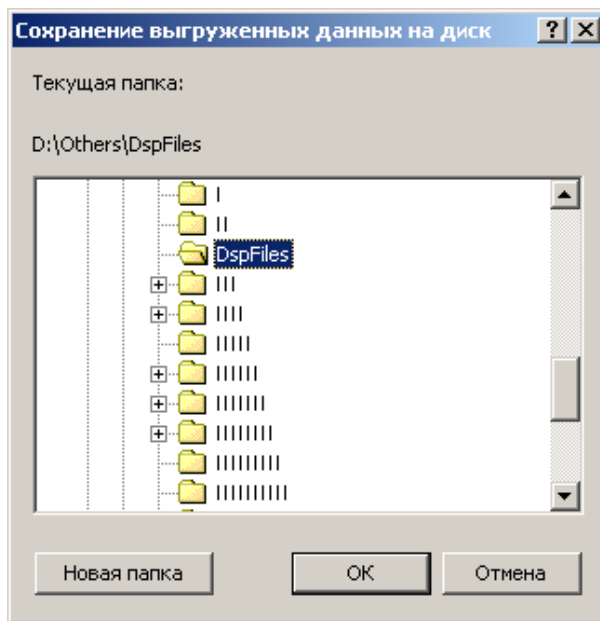 Сохранение выгруженных данных на диск
Текущая папка:
D:\Others\DspFiles
I
II
DspFiles
III
IIII
IIIII
IIIIII
IIIIIII
IIIIIIII
IIIIIIIII
IIIIIIIIII
Новая папка
OK
Отмена